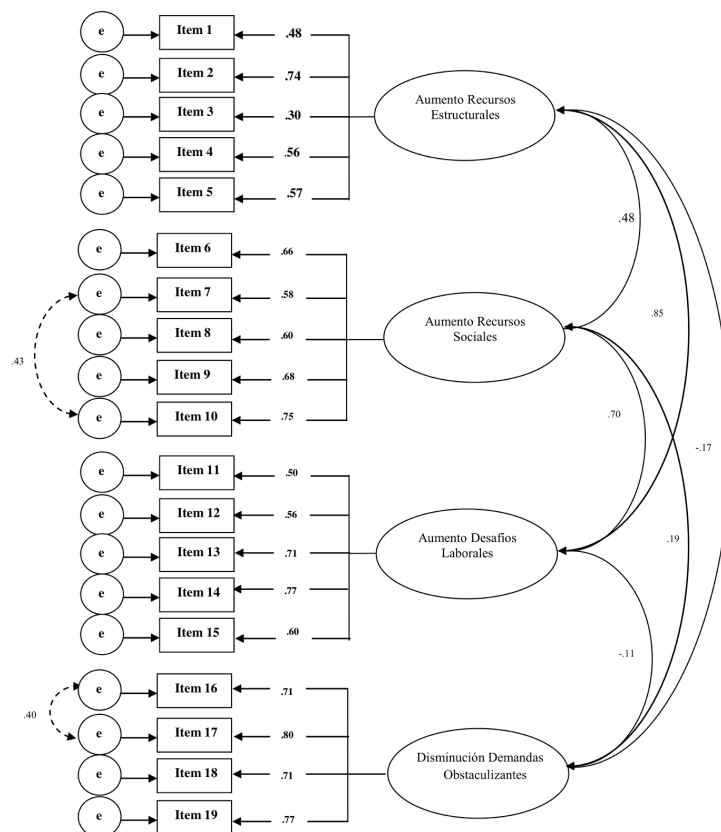 e Item 1 .48
e Item 2 .74
e Item 3 .30
e Item 4 .56
e Item 5 .57
Aumento Recursos
Estructurales
e Item 6 .66
e Item 7 .58
e Item 8 .60
e Item 9 .68
e Item 10 .75
.43
Aumento Recursos
Sociales
e Item 11 .50
e Item 12 .56
e Item 13 .71
e Item 14 .77
e Item 15 .60
Aumento Desafíos
Laborales
e Item 16 .71
e Item 17 .80
e Item 18 .71
e Item 19 .77
.40
Disminución Demandas
Obstaculizantes
.48
.85
.70
-.17
.19
-.11